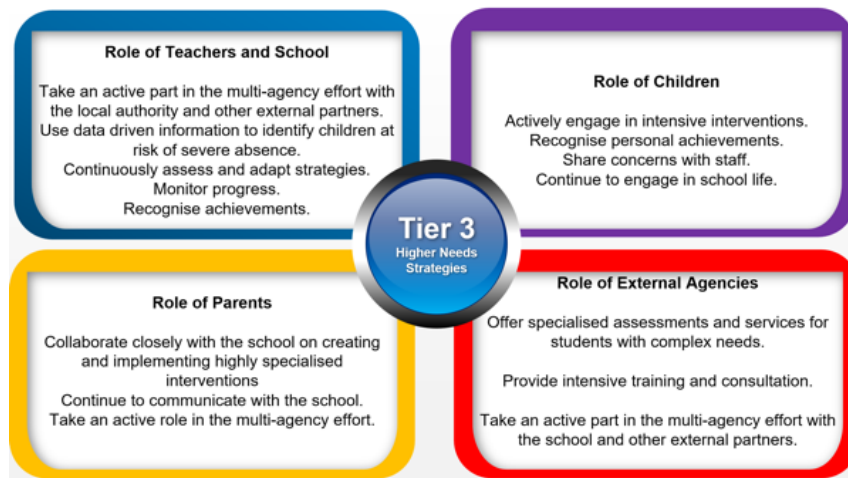 Role of Teachers and School
Take an active part in the multi-agency effort with
the local authority and other external partners.
Use data driven information to identify children at
risk of severe absence.
Continuously assess and adapt strategies.
Monitor progress.
Recognise achievements.
Role of Children
Actively engage in intensive interventions.
Recognise personal achievements.
Share concerns with staff.
Continue to engage in school life.
Tier 3
Higher Needs
Strategies
Role of Parents
Collaborate closely with the school on creating
and implementing highly specialised
interventions
Continue to communicate with the school.
Take an active role in the multi-agency effort.
Role of External Agencies
Offer specialised assessments and services for
students with complex needs.
Provide intensive training and consultation.
Take an active part in the multi-agency effort with
the school and other external partners.